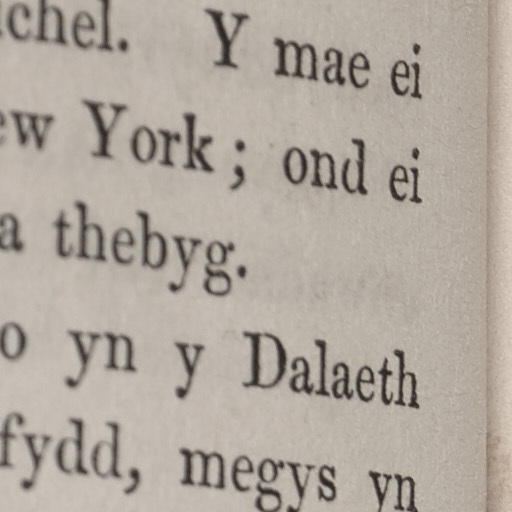 chel. Y mae ei
ew York; ond ei
a thebyg.
o yn y Dalaeth
fydd, megys yn